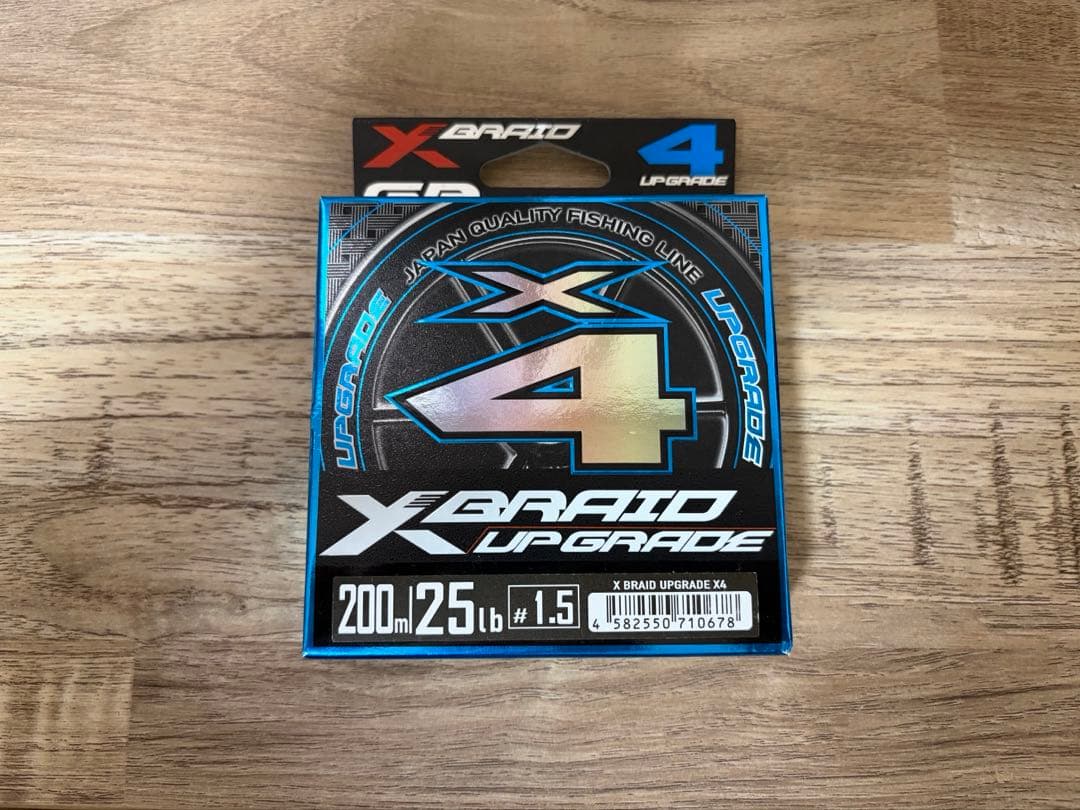 X BRAID
4
UPGRADE
JAPAN QUALITY FISHING LINE
UPGRADE
UPGRADE
X
4
X BRAID
UPGRADE
200m 25lb #1.5
X BRAID UPGRADE X4
4 582550 710678